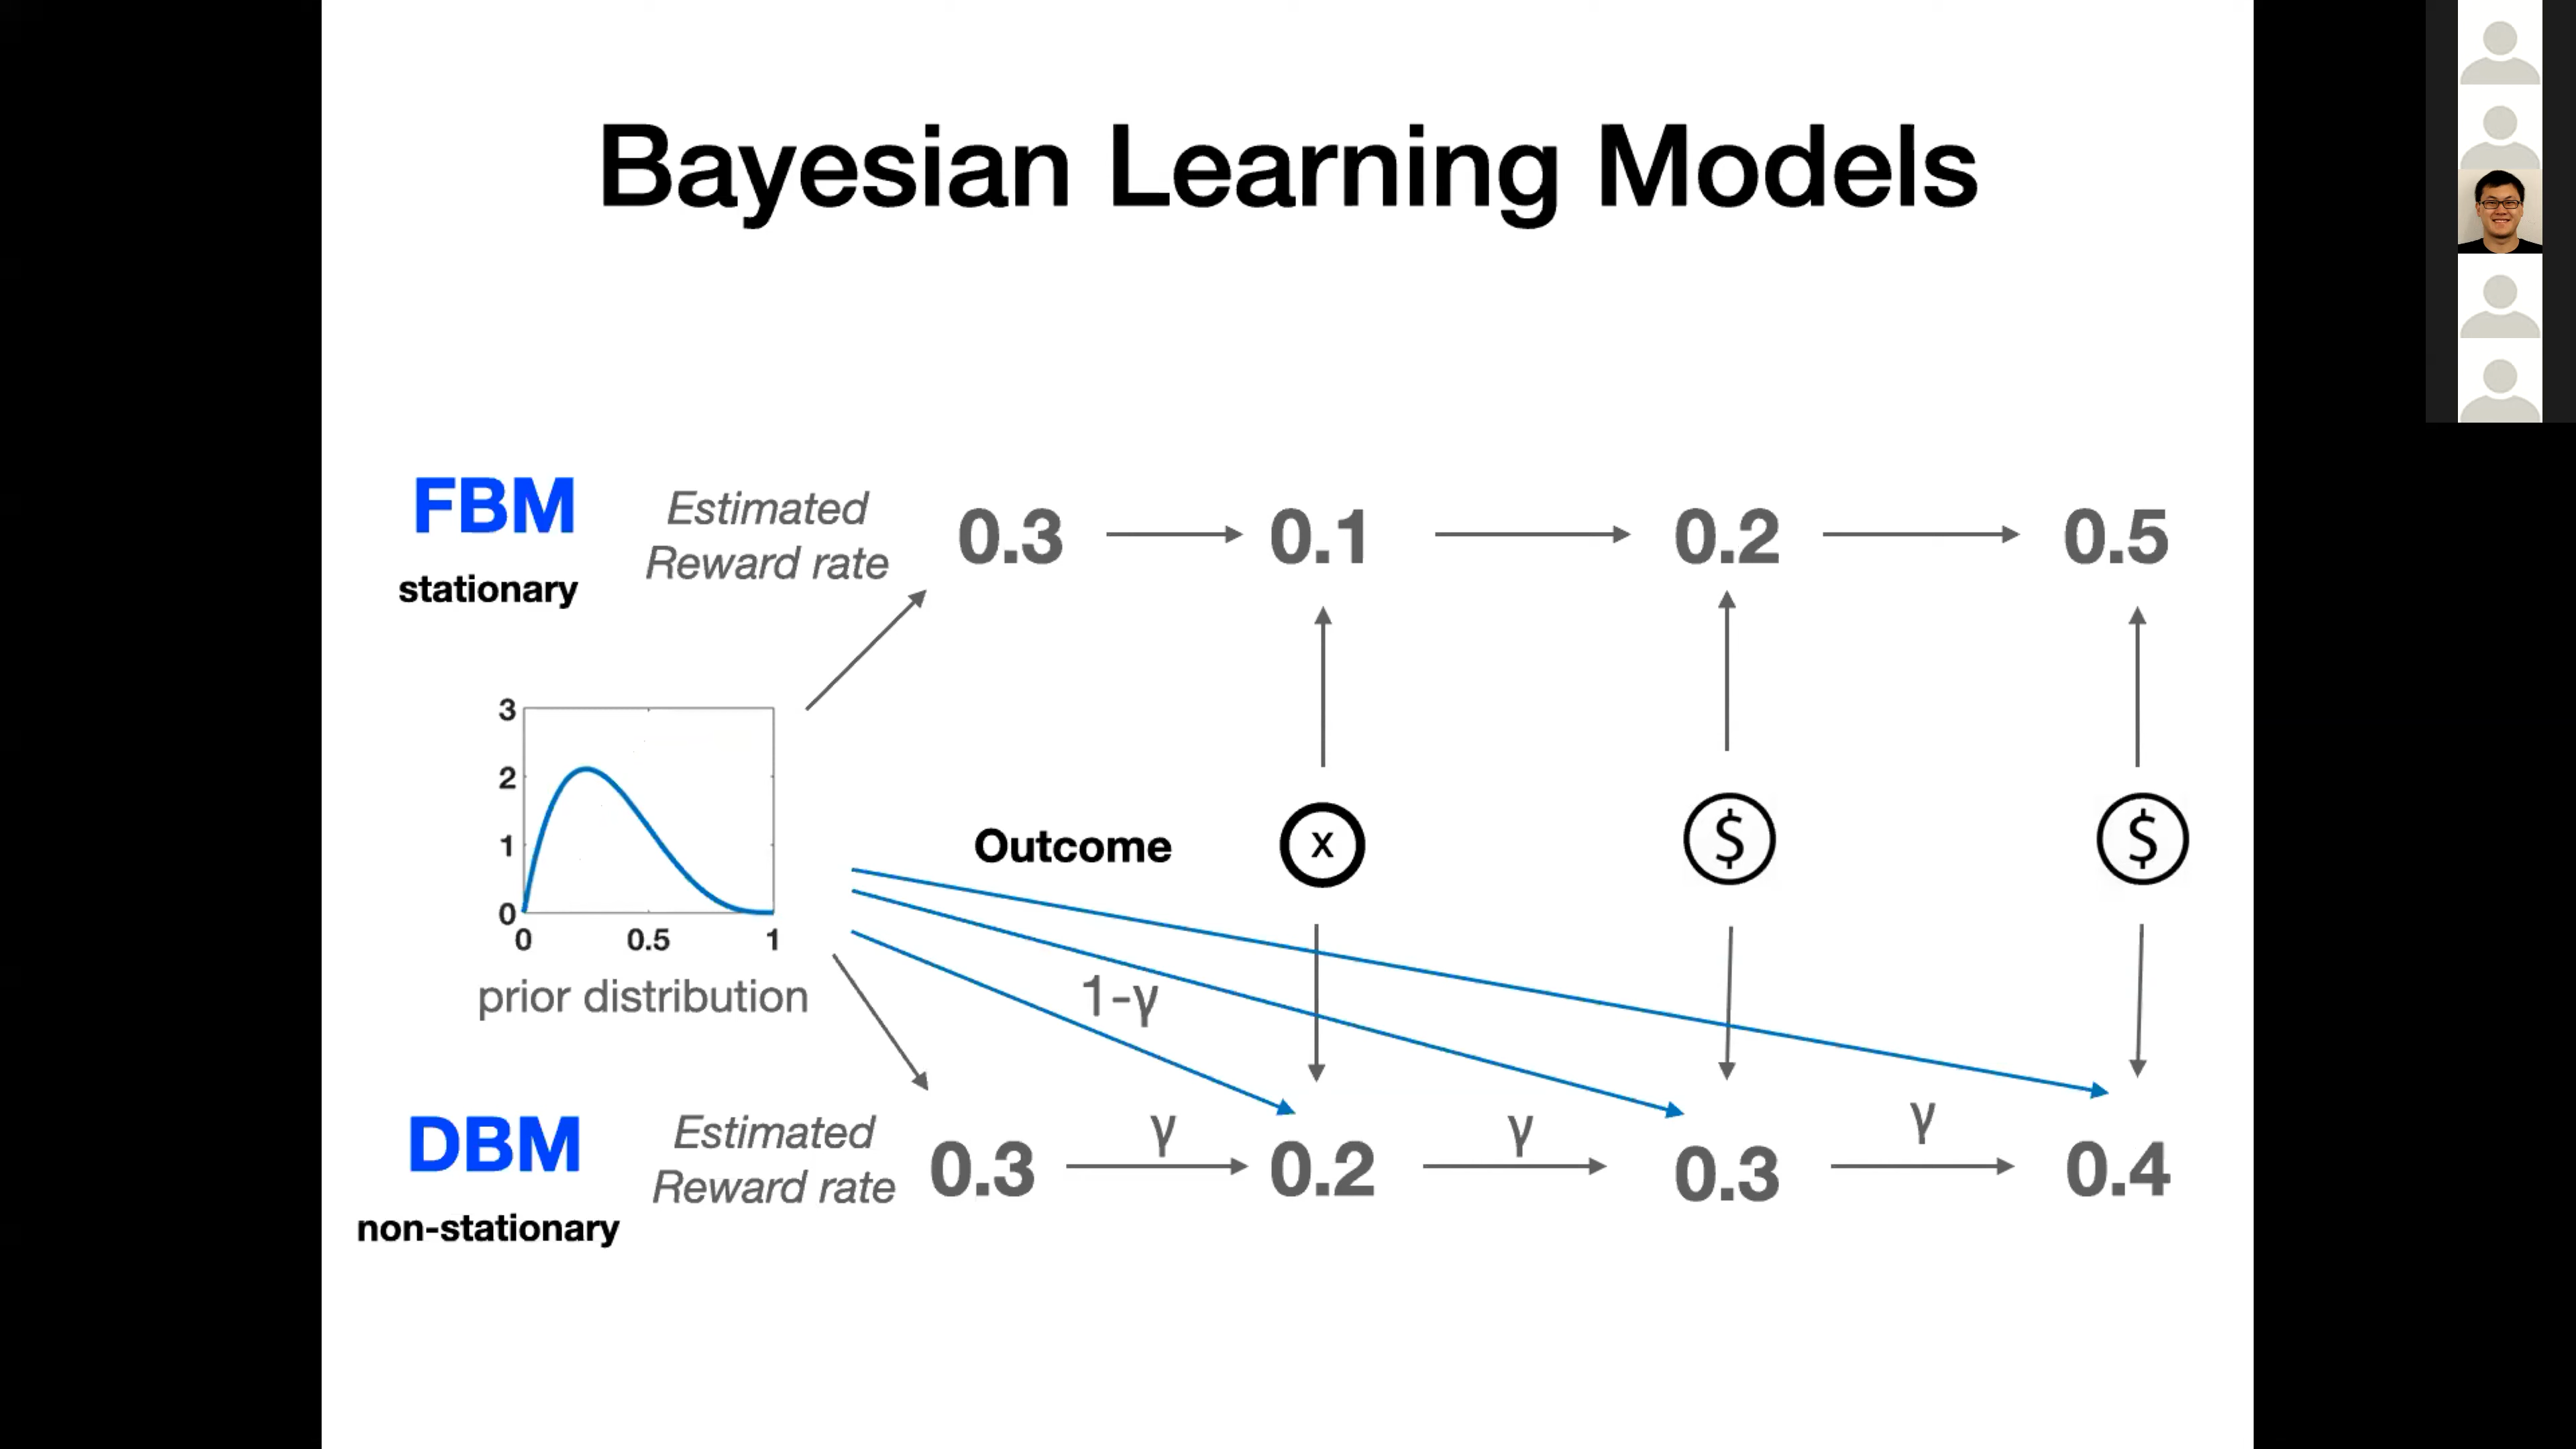 Bayesian Learning Models
FBM
stationary
Estimated
Reward rate
0.3 0.1 0.2 0.5
3
2
1
0
0 0.5 1
prior distribution
Outcome
x $ $
1-γ
DBM
non-stationary
Estimated
Reward rate
γ γ γ
0.3 0.2 0.3 0.4